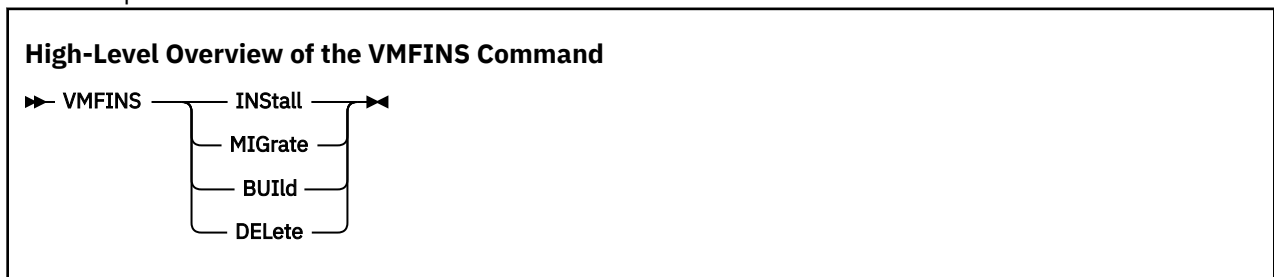 High-Level Overview of the VMFINS Command
VMFINS INStall
MIGrate
BUIld
DELete